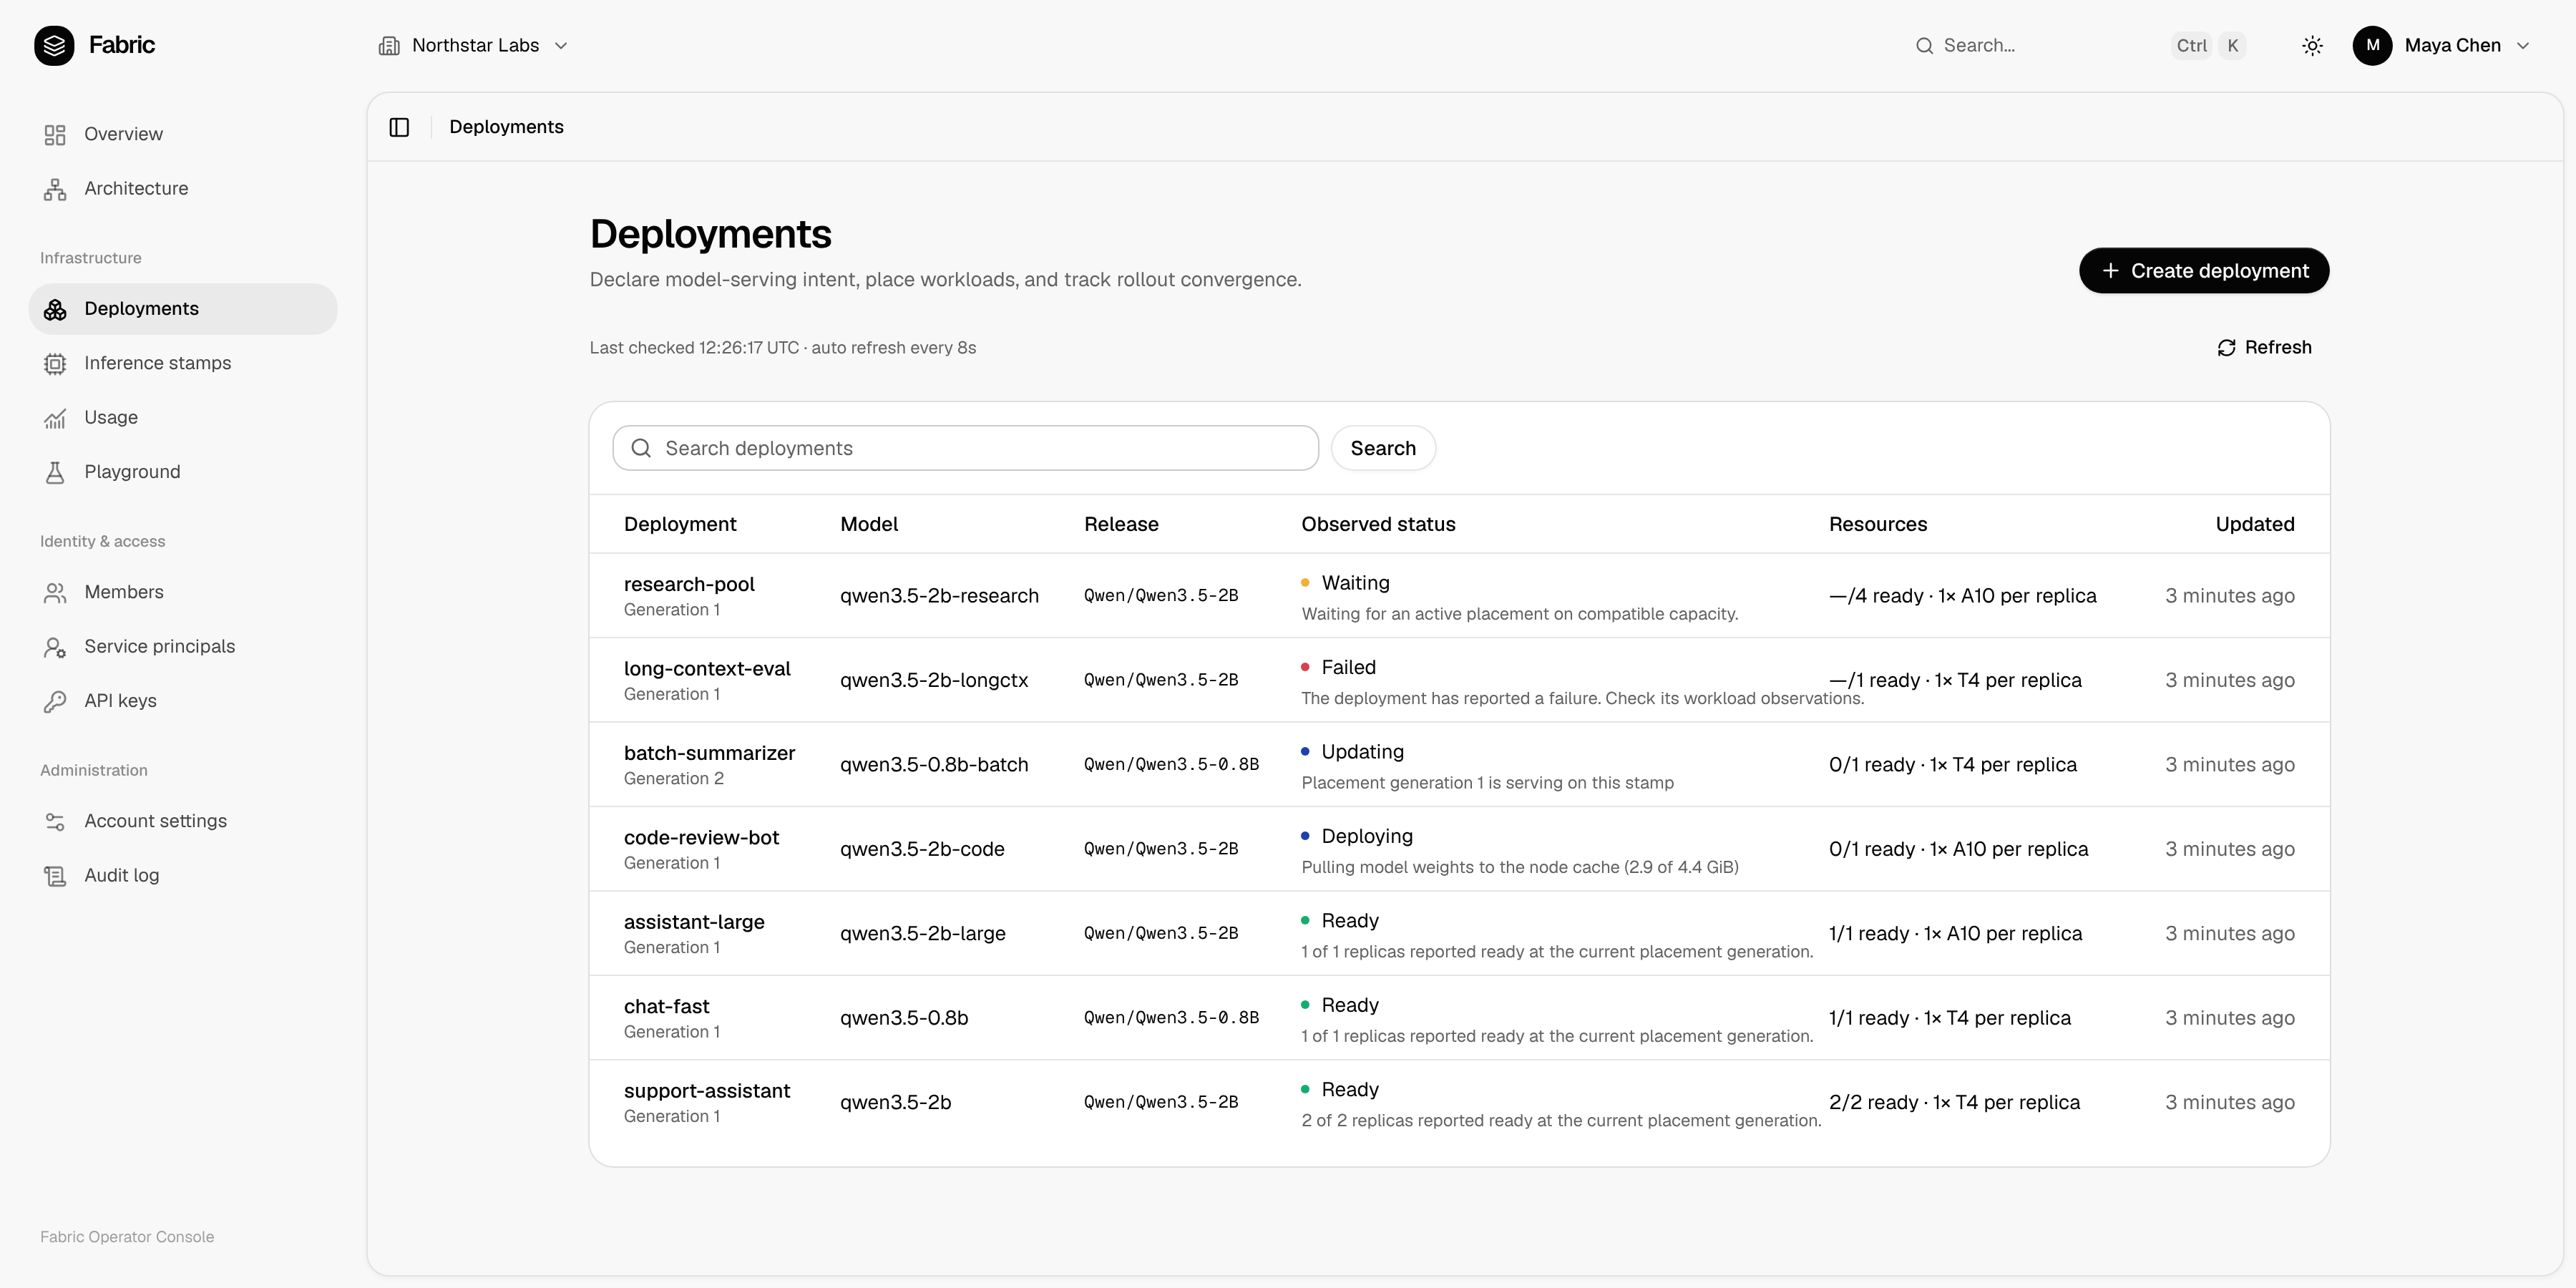 Fabric
Northstar Labs
Search...
Ctrl K
M
Maya Chen
Overview
Architecture
Infrastructure
Deployments
Inference stamps
Usage
Playground
Identity & access
Members
Service principals
API keys
Administration
Account settings
Audit log
Fabric Operator Console
Deployments
Deployments
Declare model-serving intent, place workloads, and track rollout convergence.
Create deployment
Last checked 12:26:17 UTC · auto refresh every 8s
Refresh
Search deployments
Search
Deployment Model Release Observed status Resources Updated
research-pool
Generation 1
qwen3.5-2b-research
Qwen/Qwen3.5-2B
Waiting
Waiting for an active placement on compatible capacity.
—/4 ready · 1× A10 per replica
3 minutes ago
long-context-eval
Generation 1
qwen3.5-2b-longctx
Qwen/Qwen3.5-2B
Failed
The deployment has reported a failure. Check its workload observations.
—/1 ready · 1× T4 per replica
3 minutes ago
batch-summarizer
Generation 2
qwen3.5-0.8b-batch
Qwen/Qwen3.5-0.8B
Updating
Placement generation 1 is serving on this stamp
0/1 ready · 1× T4 per replica
3 minutes ago
code-review-bot
Generation 1
qwen3.5-2b-code
Qwen/Qwen3.5-2B
Deploying
Pulling model weights to the node cache (2.9 of 4.4 GiB)
0/1 ready · 1× A10 per replica
3 minutes ago
assistant-large
Generation 1
qwen3.5-2b-large
Qwen/Qwen3.5-2B
Ready
1 of 1 replicas reported ready at the current placement generation.
1/1 ready · 1× A10 per replica
3 minutes ago
chat-fast
Generation 1
qwen3.5-0.8b
Qwen/Qwen3.5-0.8B
Ready
1 of 1 replicas reported ready at the current placement generation.
1/1 ready · 1× T4 per replica
3 minutes ago
support-assistant
Generation 1
qwen3.5-2b
Qwen/Qwen3.5-2B
Ready
2 of 2 replicas reported ready at the current placement generation.
2/2 ready · 1× T4 per replica
3 minutes ago